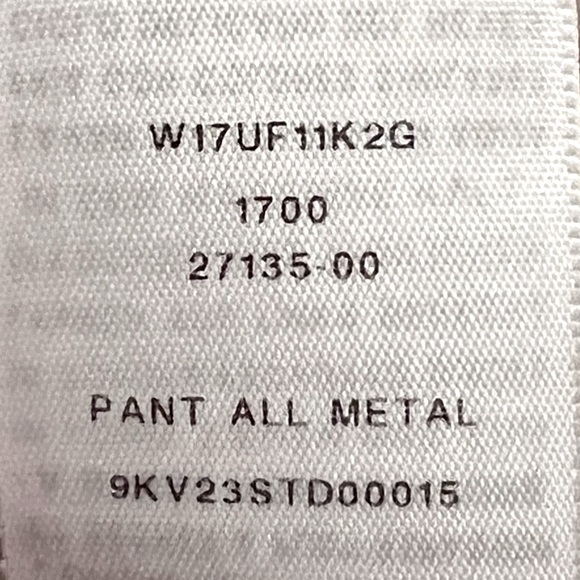 W17UF11K2G
1700
27135-00
PANT ALL METAL
9KV23STD00015